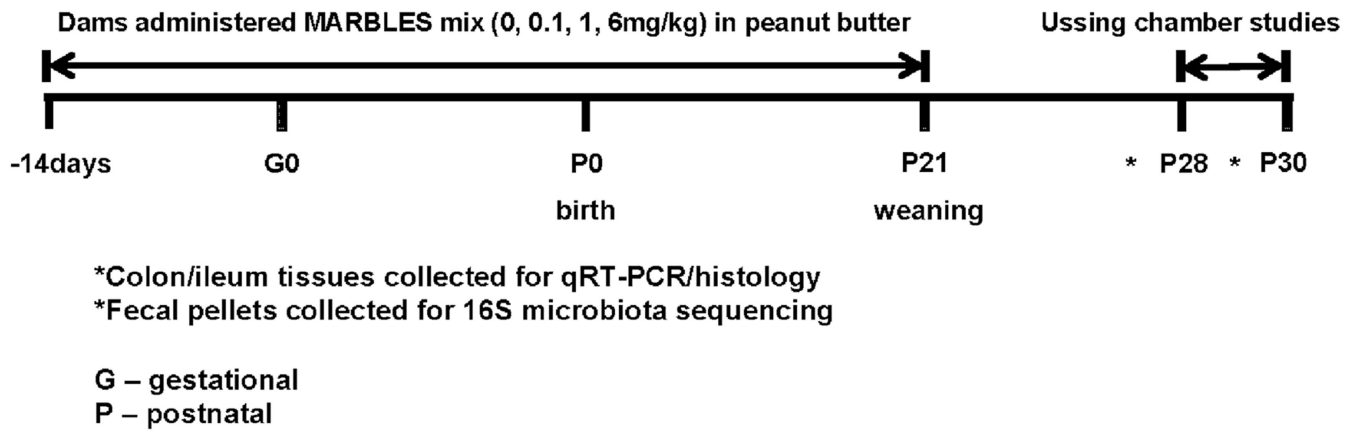 Dams administered MARBLES mix (0, 0.1, 1, 6mg/kg) in peanut butter
Ussing chamber studies
-14days G0 P0 P21 * P28 * P30
birth weaning
*Colon/ileum tissues collected for qRT-PCR/histology
*Fecal pellets collected for 16S microbiota sequencing
G – gestational
P – postnatal